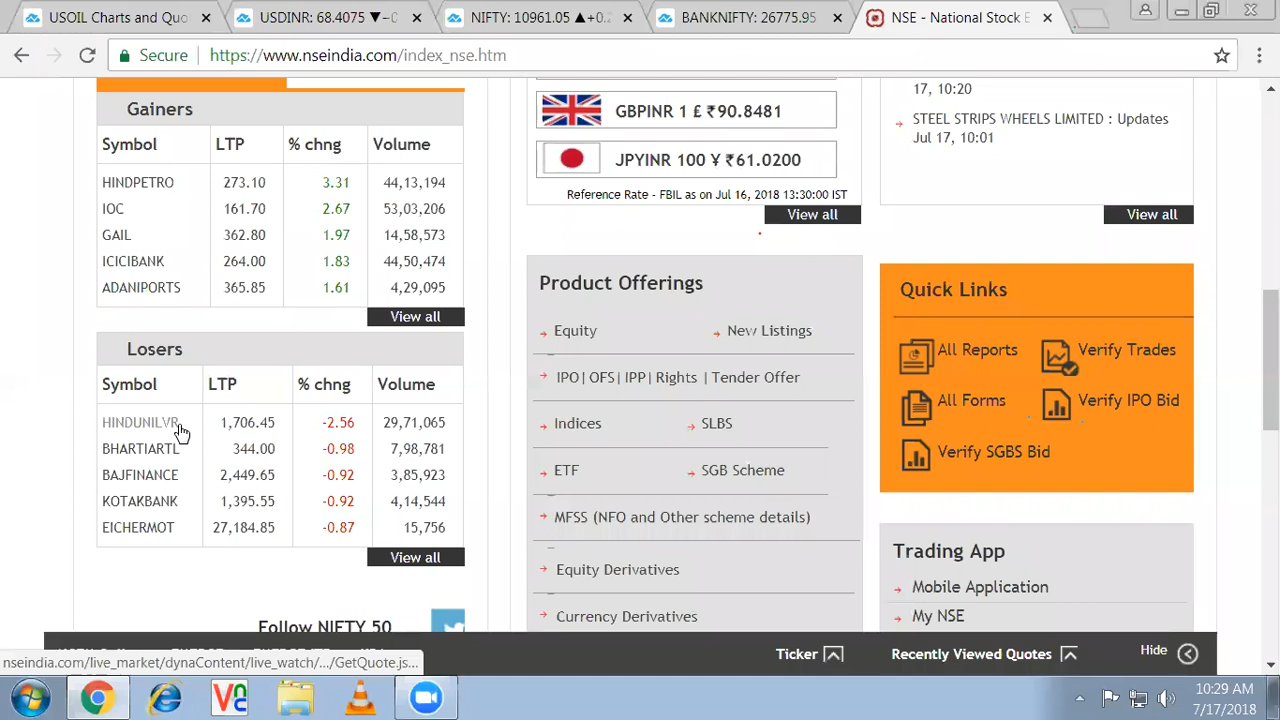 USOIL Charts and Quo
USDINR: 68.4075 ▼−0.
NIFTY: 10961.05 ▲+0.
BANKNIFTY: 26775.95
NSE - National Stock E
Secure
https://www.nseindia.com/index_nse.htm
Gainers
Symbol LTP % chng Volume
HINDPETRO 273.10 3.31 44,13,194
IOC 161.70 2.67 53,03,206
GAIL 362.80 1.97 14,58,573
ICICIBANK 264.00 1.83 44,50,474
ADANIPORTS 365.85 1.61 4,29,095
View all
Losers
Symbol LTP % chng Volume
HINDUNILVR 1,706.45 -2.56 29,71,065
BHARTIARTL 344.00 -0.98 7,98,781
BAJFINANCE 2,449.65 -0.92 3,85,923
KOTAKBANK 1,395.55 -0.92 4,14,544
EICHERMOT 27,184.85 -0.87 15,756
View all
Follow NIFTY 50
GBPINR 1 £ ₹90.8481
JPYINR 100 ¥ ₹61.0200
Reference Rate - FBIL as on Jul 16, 2018 13:30:00 IST
View all
Product Offerings
Equity New Listings
IPO| OFS| IPP| Rights | Tender Offer
Indices SLBS
ETF SGB Scheme
MFSS (NFO and Other scheme details)
Equity Derivatives
Currency Derivatives
17, 10:20
STEEL STRIPS WHEELS LIMITED : Updates
Jul 17, 10:01
View all
Quick Links
All Reports Verify Trades
All Forms Verify IPO Bid
Verify SGBS Bid
Trading App
Mobile Application
My NSE
Ticker
Recently Viewed Quotes
Hide
nseindia.com/live_market/dynaContent/live_watch/.../GetQuote.js...
10:29 AM
7/17/2018